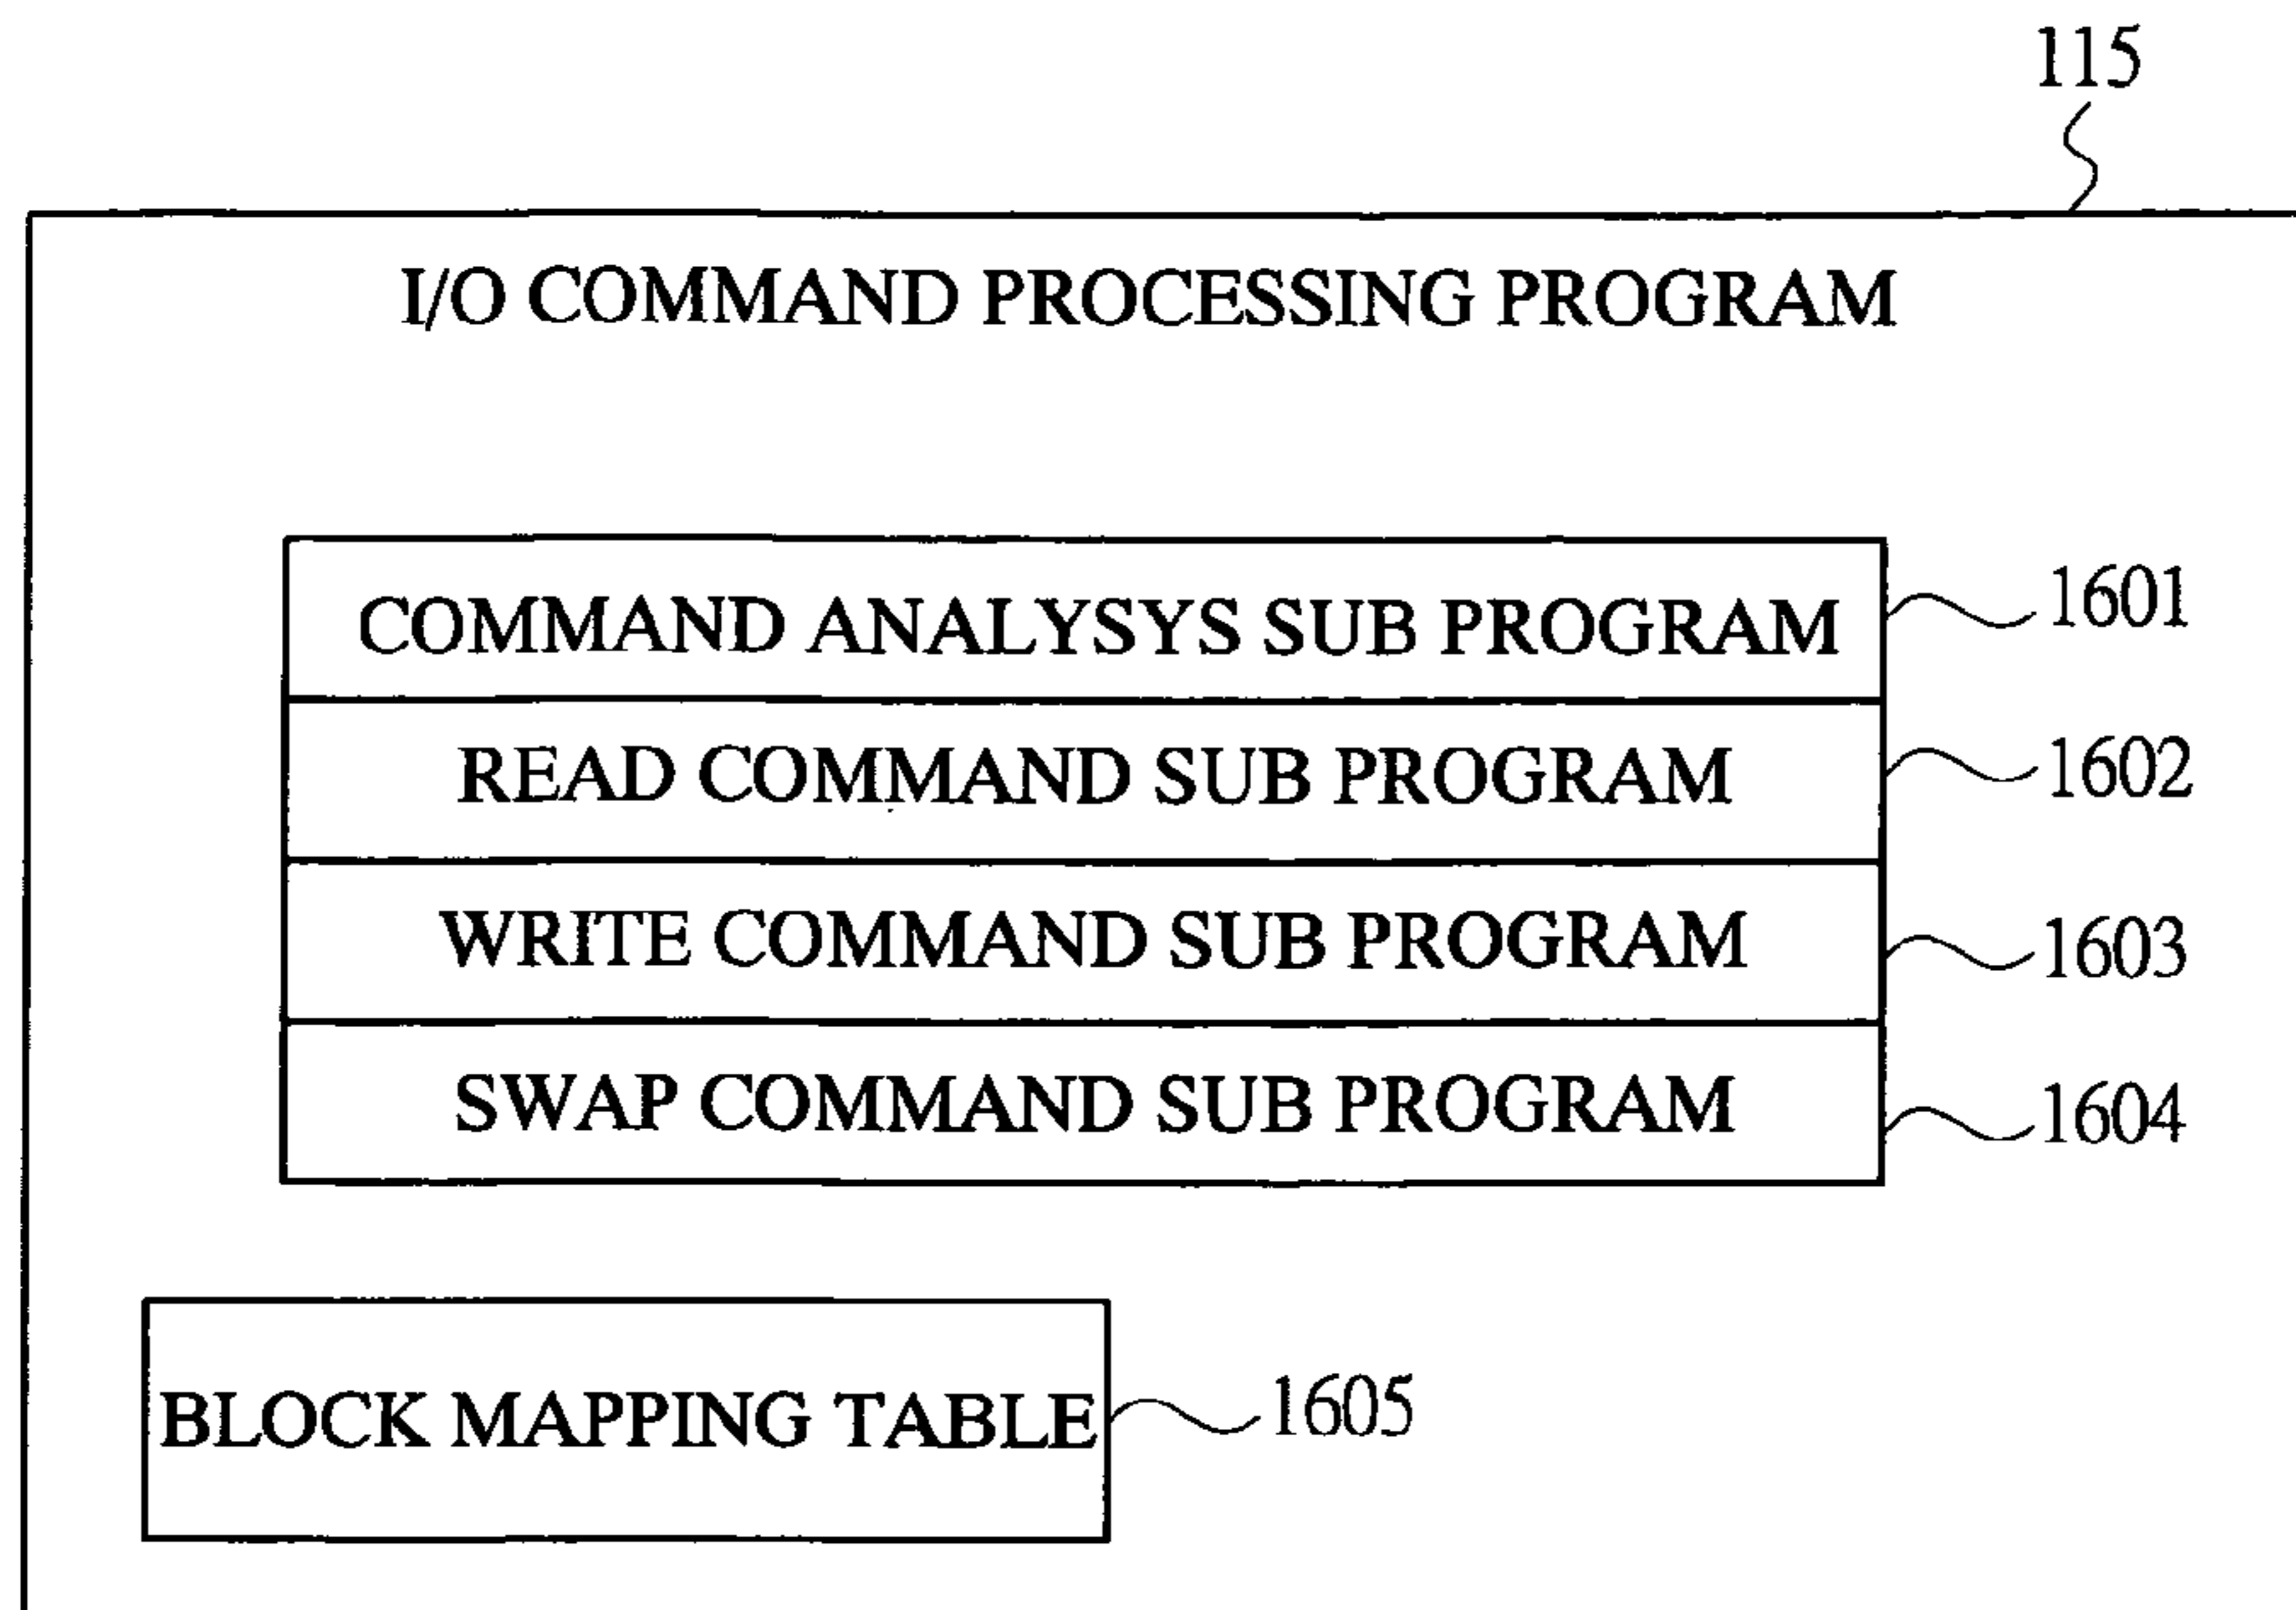 115
I/O COMMAND PROCESSING PROGRAM
COMMAND ANALYSYS SUB PROGRAM 1601
READ COMMAND SUB PROGRAM 1602
WRITE COMMAND SUB PROGRAM 1603
SWAP COMMAND SUB PROGRAM 1604
BLOCK MAPPING TABLE 1605